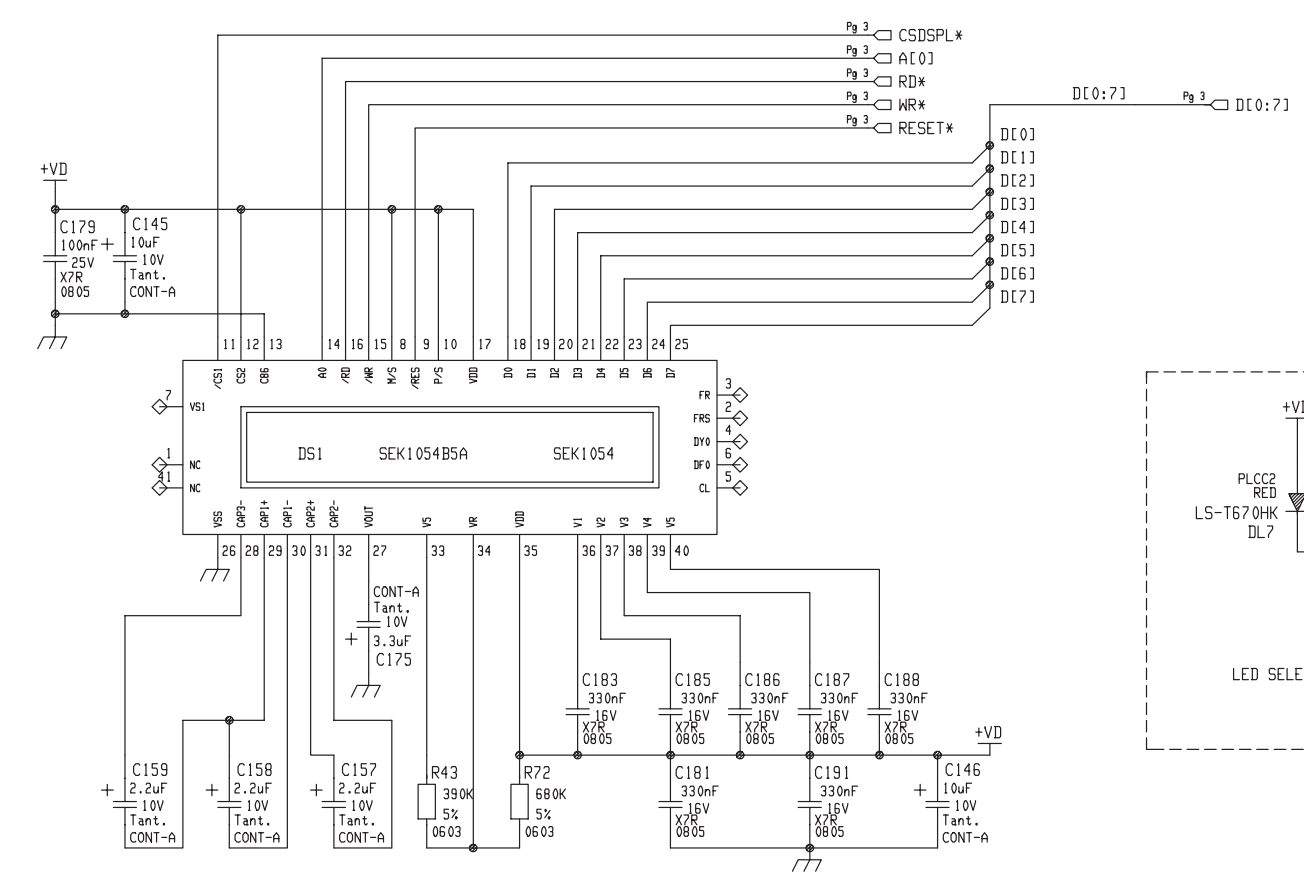 Pg 3 CSDSPL*
Pg 3 A[0]
Pg 3 RD*
Pg 3 WR*
Pg 3 RESET*
D[0:7] Pg 3 D[0:7]
D[0]
D[1]
D[2]
D[3]
D[4]
D[5]
D[6]
D[7]
+VD
C179
100nF
25V
X7R
0805
C145
+ 10uF
10V
Tant.
CONT-A
11 12 13 14 16 15 8 9 10 17 18 19 20 21 22 23 24 25
/CS1 CS2 C86 A0 /RD /WR M/S /RES P/S VDD D0 D1 D2 D3 D4 D5 D6 D7
7 VS1
1 NC
41 NC
DS1 SEK1054B5A SEK1054
FR 3
FRS 2
DYO 4
DFO 6
CL 5
VSS CAP3- CAP1+ CAP1- CAP2+ CAP2- VOUT V5 VR VDD V1 V2 V3 V4 V5
26 28 29 30 31 32 27 33 34 35 36 37 38 39 40
CONT-A
Tant.
10V
+ 3.3uF
C175
C183
330nF
16V
X7R
0805
C185
330nF
16V
X7R
0805
C186
330nF
16V
X7R
0805
C187
330nF
16V
X7R
0805
C188
330nF
16V
X7R
0805
+VD
C159
+ 2.2uF
10V
Tant.
CONT-A
C158
+ 2.2uF
10V
Tant.
CONT-A
C157
+ 2.2uF
10V
Tant.
CONT-A
R43
390K
5%
0603
R72
680K
5%
0603
C181
330nF
16V
X7R
0805
C191
330nF
16V
X7R
0805
C146
+ 10uF
10V
Tant.
CONT-A
+VD
PLCC2
RED
LS-T670HK
DL7
LED SELE